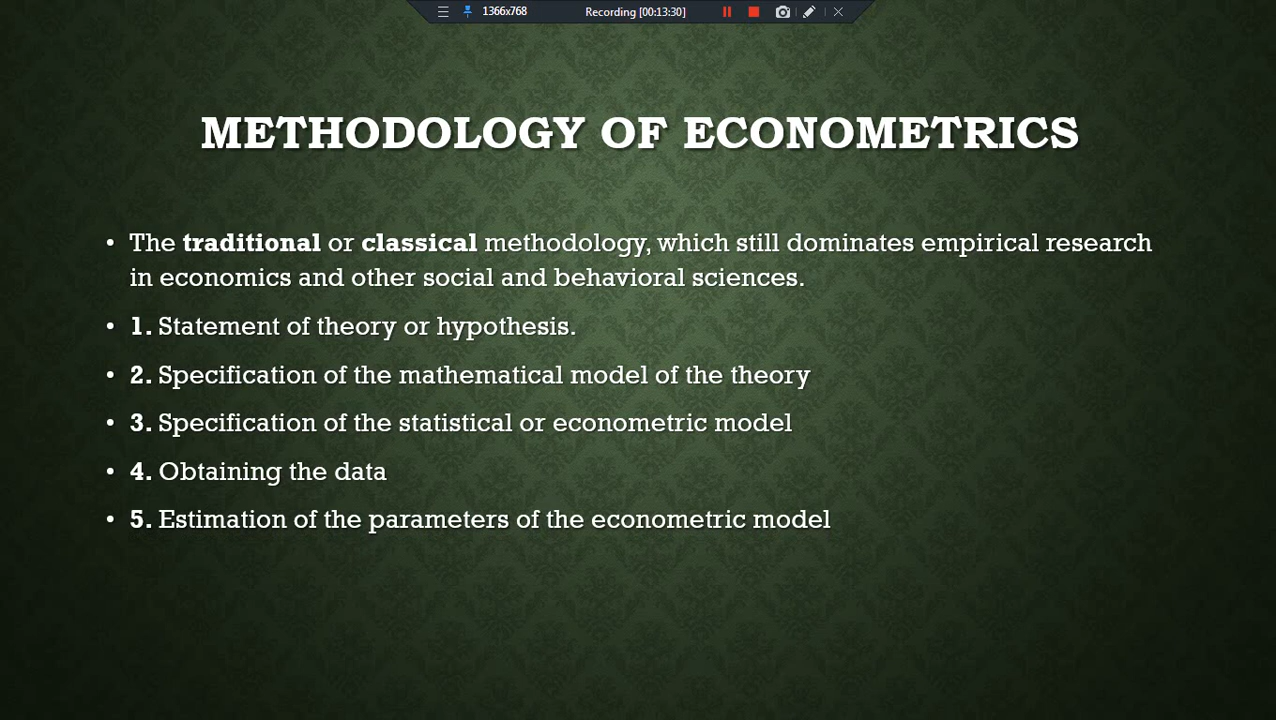 1366x768 Recording [00:13:30]
METHODOLOGY OF ECONOMETRICS
• The traditional or classical methodology, which still dominates empirical research
in economics and other social and behavioral sciences.
• 1. Statement of theory or hypothesis.
• 2. Specification of the mathematical model of the theory
• 3. Specification of the statistical or econometric model
• 4. Obtaining the data
• 5. Estimation of the parameters of the econometric model